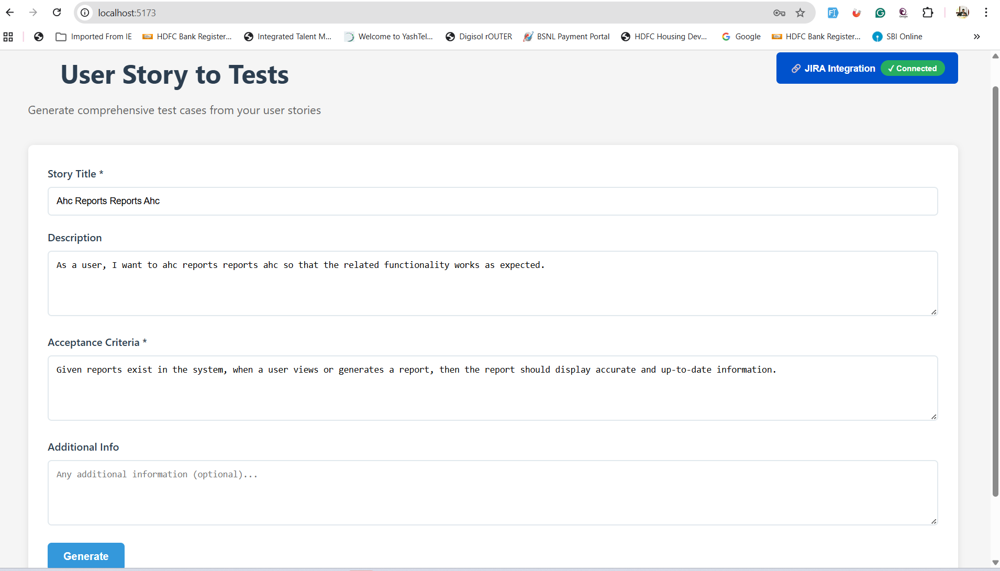 localhost:5173
Imported From IE
HDFC Bank Register...
Integrated Talent M...
Welcome to YashTel...
Digisol rOUTER
BSNL Payment Portal
HDFC Housing Dev...
Google
HDFC Bank Register...
SBI Online
User Story to Tests
JIRA Integration ✓ Connected
Generate comprehensive test cases from your user stories
Story Title *
Ahc Reports Reports Ahc
Description
As a user, I want to ahc reports reports ahc so that the related functionality works as expected.
Acceptance Criteria *
Given reports exist in the system, when a user views or generates a report, then the report should display accurate and up-to-date information.
Additional Info
Any additional information (optional)...
Generate